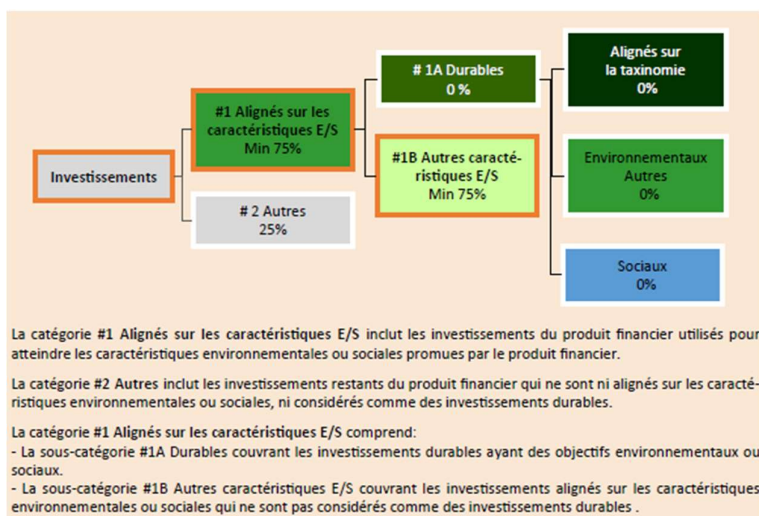 Investissements
#1 Alignés sur les
caractéristiques E/S
Min 75%
# 2 Autres
25%
# 1A Durables
0 %
#1B Autres caracté-
ristiques E/S
Min 75%
Alignés sur
la taxinomie
0%
Environnementaux
Autres
0%
Sociaux
0%
La catégorie #1 Alignés sur les caractéristiques E/S inclut les investissements du produit financier utilisés pour
atteindre les caractéristiques environnementales ou sociales promues par le produit financier.
La catégorie #2 Autres inclut les investissements restants du produit financier qui ne sont ni alignés sur les caracté-
ristiques environnementales ou sociales, ni considérés comme des investissements durables.
La catégorie #1 Alignés sur les caractéristiques E/S comprend:
- La sous-catégorie #1A Durables couvrant les investissements durables ayant des objectifs environnementaux ou
sociaux.
- La sous-catégorie #1B Autres caractéristiques E/S couvrant les investissements alignés sur les caractéristiques
environnementales ou sociales qui ne sont pas considérés comme des investissements durables .